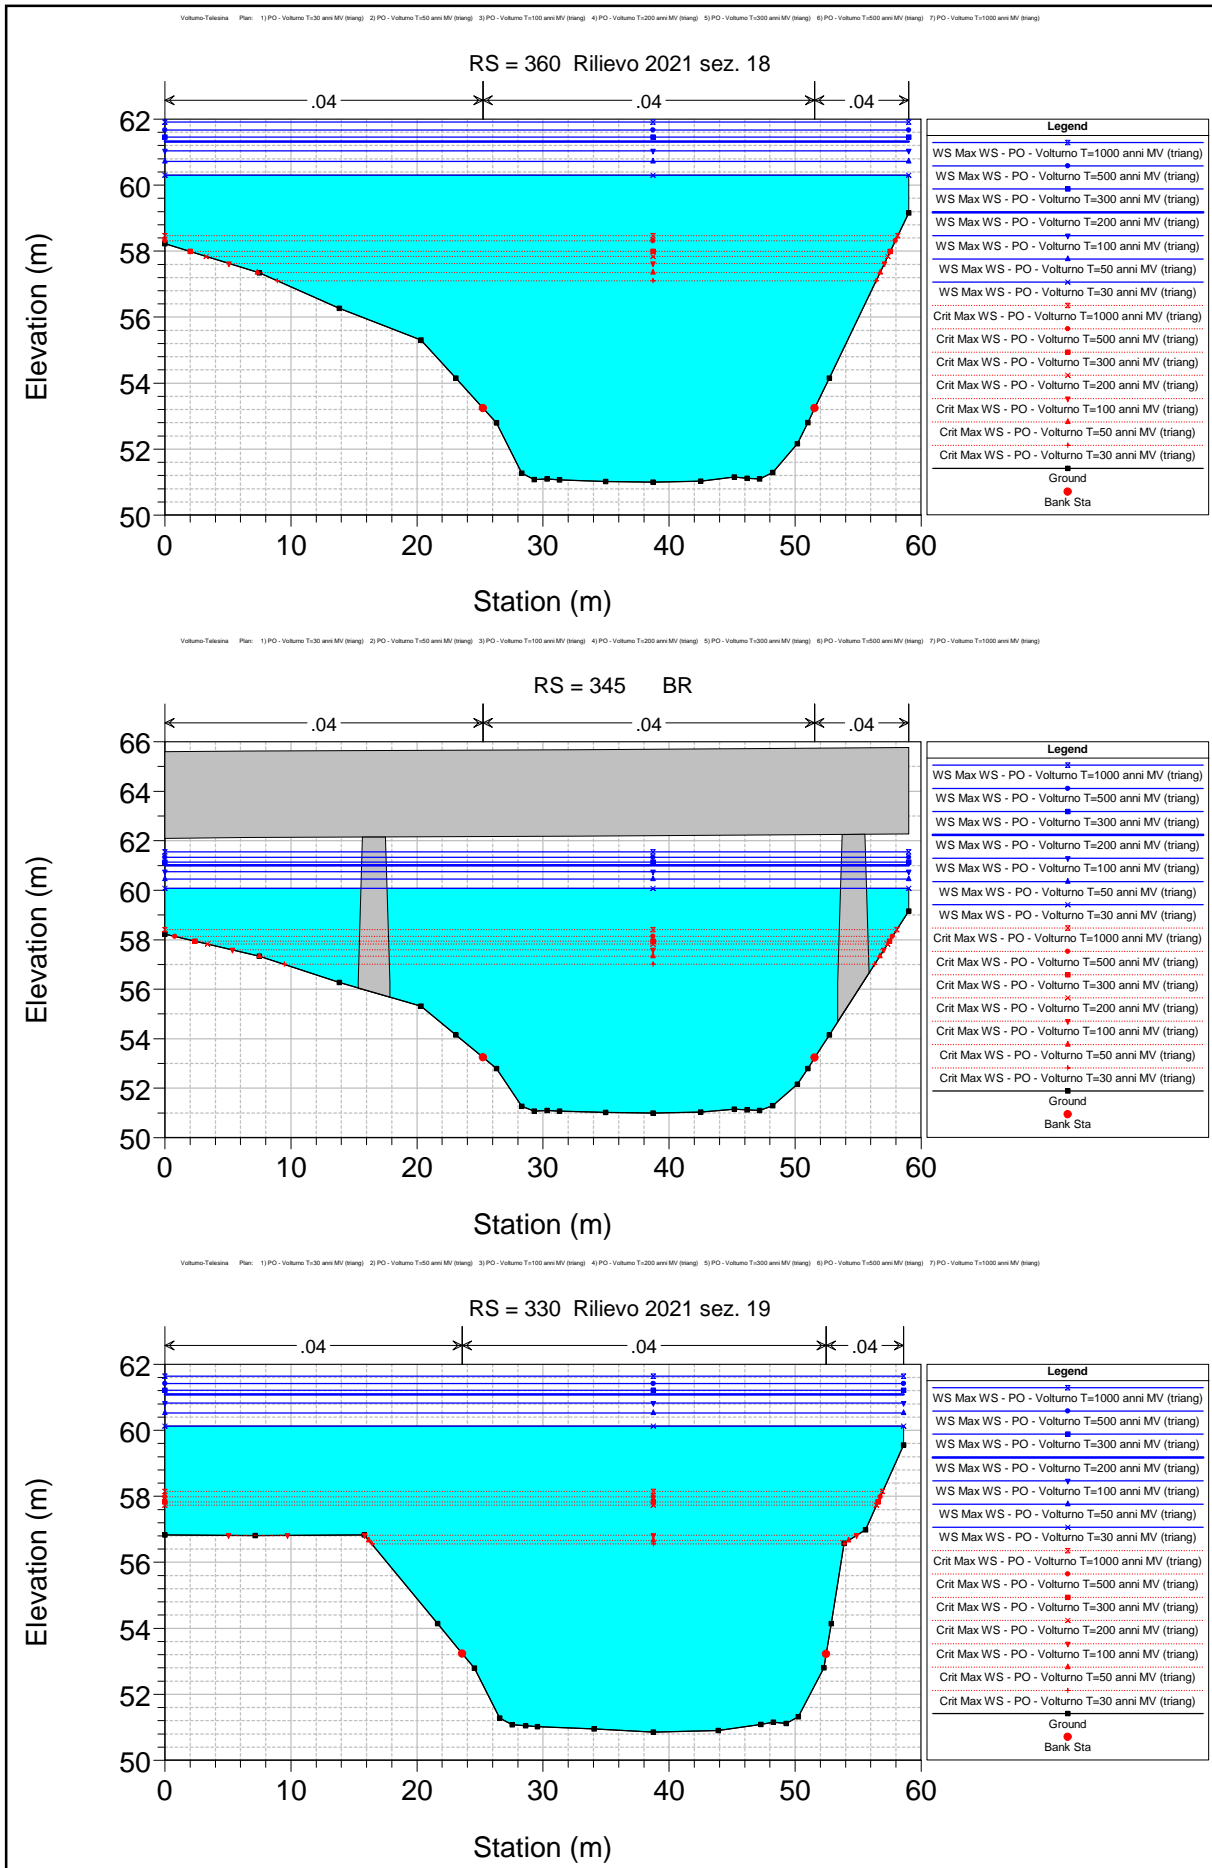 Volturno-Telesina Plan: 1) PO - Volturno T=30 anni MV (triang) 2) PO - Volturno T=50 anni MV (triang) 3) PO - Volturno T=100 anni MV (triang) 4) PO - Volturno T=200 anni MV (triang) 5) PO - Volturno T=300 anni MV (triang) 6) PO - Volturno T=500 anni MV (triang) 7) PO - Volturno T=1000 anni MV (triang)
RS = 360 Rilievo 2021 sez. 18
.04 .04 .04
62
60
58
56
54
52
50
Elevation (m)
0 10 20 30 40 50 60
Station (m)
Legend
WS Max WS - PO - Volturno T=1000 anni MV (triang)
WS Max WS - PO - Volturno T=500 anni MV (triang)
WS Max WS - PO - Volturno T=300 anni MV (triang)
WS Max WS - PO - Volturno T=200 anni MV (triang)
WS Max WS - PO - Volturno T=100 anni MV (triang)
WS Max WS - PO - Volturno T=50 anni MV (triang)
WS Max WS - PO - Volturno T=30 anni MV (triang)
Crit Max WS - PO - Volturno T=1000 anni MV (triang)
Crit Max WS - PO - Volturno T=500 anni MV (triang)
Crit Max WS - PO - Volturno T=300 anni MV (triang)
Crit Max WS - PO - Volturno T=200 anni MV (triang)
Crit Max WS - PO - Volturno T=100 anni MV (triang)
Crit Max WS - PO - Volturno T=50 anni MV (triang)
Crit Max WS - PO - Volturno T=30 anni MV (triang)
Ground
Bank Sta
Volturno-Telesina Plan: 1) PO - Volturno T=30 anni MV (triang) 2) PO - Volturno T=50 anni MV (triang) 3) PO - Volturno T=100 anni MV (triang) 4) PO - Volturno T=200 anni MV (triang) 5) PO - Volturno T=300 anni MV (triang) 6) PO - Volturno T=500 anni MV (triang) 7) PO - Volturno T=1000 anni MV (triang)
RS = 345 BR
.04 .04 .04
66
64
62
60
58
56
54
52
50
Elevation (m)
0 10 20 30 40 50 60
Station (m)
Legend
WS Max WS - PO - Volturno T=1000 anni MV (triang)
WS Max WS - PO - Volturno T=500 anni MV (triang)
WS Max WS - PO - Volturno T=300 anni MV (triang)
WS Max WS - PO - Volturno T=200 anni MV (triang)
WS Max WS - PO - Volturno T=100 anni MV (triang)
WS Max WS - PO - Volturno T=50 anni MV (triang)
WS Max WS - PO - Volturno T=30 anni MV (triang)
Crit Max WS - PO - Volturno T=1000 anni MV (triang)
Crit Max WS - PO - Volturno T=500 anni MV (triang)
Crit Max WS - PO - Volturno T=300 anni MV (triang)
Crit Max WS - PO - Volturno T=200 anni MV (triang)
Crit Max WS - PO - Volturno T=100 anni MV (triang)
Crit Max WS - PO - Volturno T=50 anni MV (triang)
Crit Max WS - PO - Volturno T=30 anni MV (triang)
Ground
Bank Sta
Volturno-Telesina Plan: 1) PO - Volturno T=30 anni MV (triang) 2) PO - Volturno T=50 anni MV (triang) 3) PO - Volturno T=100 anni MV (triang) 4) PO - Volturno T=200 anni MV (triang) 5) PO - Volturno T=300 anni MV (triang) 6) PO - Volturno T=500 anni MV (triang) 7) PO - Volturno T=1000 anni MV (triang)
RS = 330 Rilievo 2021 sez. 19
.04 .04 .04
62
60
58
56
54
52
50
Elevation (m)
0 10 20 30 40 50 60
Station (m)
Legend
WS Max WS - PO - Volturno T=1000 anni MV (triang)
WS Max WS - PO - Volturno T=500 anni MV (triang)
WS Max WS - PO - Volturno T=300 anni MV (triang)
WS Max WS - PO - Volturno T=200 anni MV (triang)
WS Max WS - PO - Volturno T=100 anni MV (triang)
WS Max WS - PO - Volturno T=50 anni MV (triang)
WS Max WS - PO - Volturno T=30 anni MV (triang)
Crit Max WS - PO - Volturno T=1000 anni MV (triang)
Crit Max WS - PO - Volturno T=500 anni MV (triang)
Crit Max WS - PO - Volturno T=300 anni MV (triang)
Crit Max WS - PO - Volturno T=200 anni MV (triang)
Crit Max WS - PO - Volturno T=100 anni MV (triang)
Crit Max WS - PO - Volturno T=50 anni MV (triang)
Crit Max WS - PO - Volturno T=30 anni MV (triang)
Ground
Bank Sta